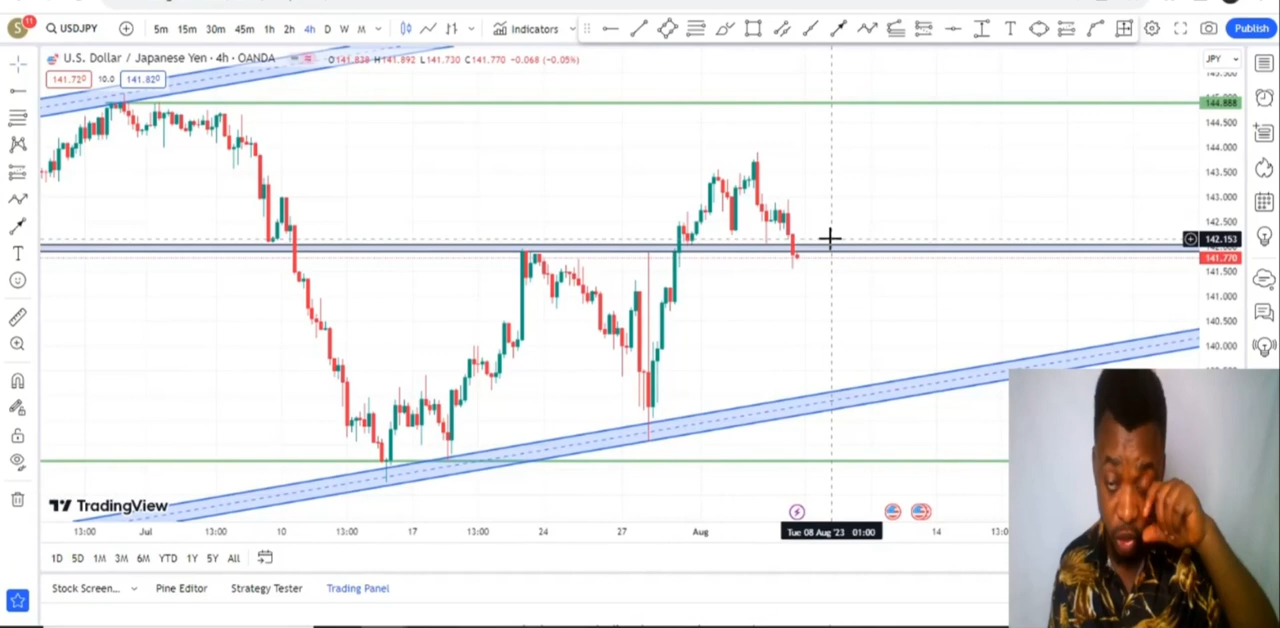 S 11 USDJPY 5m 15m 30m 45m 1h 2h 4h D W M Indicators Publish
U.S. Dollar / Japanese Yen · 4h · OANDA O141.838 H141.892 L141.730 C141.770 −0.068 (−0.05%) JPY
141.720 10.0 141.820
144.888
144.500
144.000
143.500
143.000
142.500
142.153
141.770
141.500
141.000
140.500
140.000
TradingView
13:00 Jul 13:00 10 13:00 17 13:00 24 27 Aug Tue 08 Aug '23 01:00 14 13:0
1D 5D 1M 3M 6M YTD 1Y 5Y All
Stock Screen... Pine Editor Strategy Tester Trading Panel